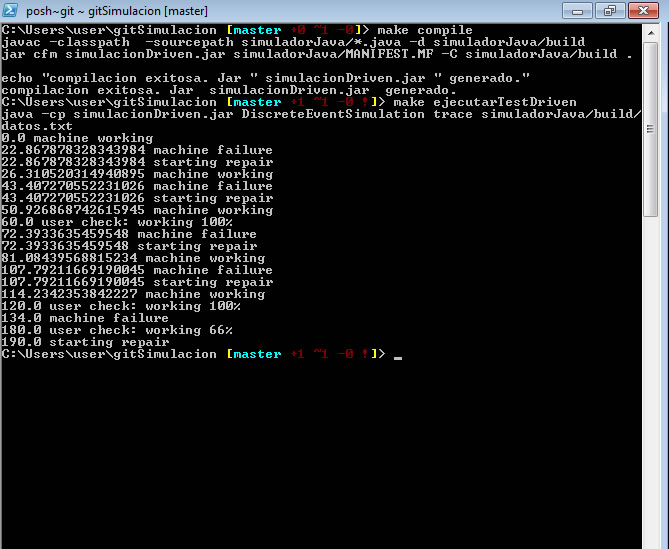 posh~git ~ gitSimulacion [master]
C:\Users\user\gitSimulacion [master +0 ~1 -0]> make compile
javac -classpath  -sourcepath simuladorJava/*.java -d simuladorJava/build
jar cfm simulacionDriven.jar simuladorJava/MANIFEST.MF -C simuladorJava/build .
echo "compilacion exitosa. Jar " simulacionDriven.jar " generado."
compilacion exitosa. Jar  simulacionDriven.jar  generado.
C:\Users\user\gitSimulacion [master +1 ~1 -0 !]> make ejecutarTestDriven
java -cp simulacionDriven.jar DiscreteEventSimulation trace simuladorJava/build/
datos.txt
0.0 machine working
22.867878328343984 machine failure
22.867878328343984 starting repair
26.310520314940895 machine working
43.407270552231026 machine failure
43.407270552231026 starting repair
50.926868742615945 machine working
60.0 user check: working 100%
72.3933635459548 machine failure
72.3933635459548 starting repair
81.08439568815234 machine working
107.79211669190045 machine failure
107.79211669190045 starting repair
114.2342353842227 machine working
120.0 user check: working 100%
134.0 machine failure
180.0 user check: working 66%
190.0 starting repair
C:\Users\user\gitSimulacion [master +1 ~1 -0 !]> _